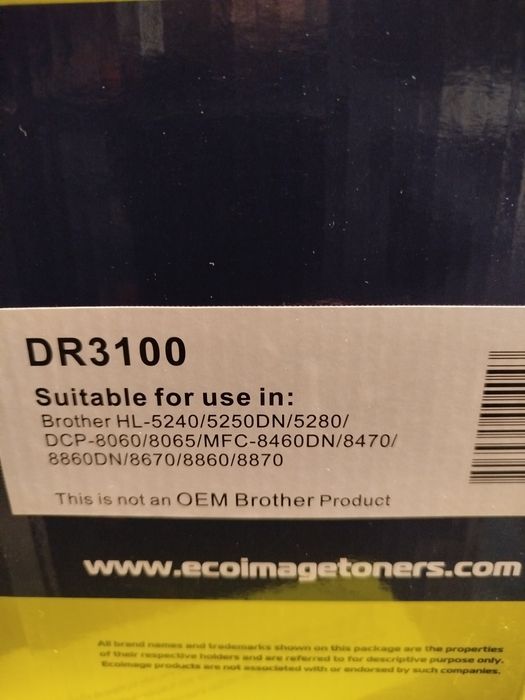 DR3100
Suitable for use in:
Brother HL-5240/5250DN/5280/
DCP-8060/8065/MFC-8460DN/8470/
8860DN/8670/8860/8870
This is not an OEM Brother Product
www.ecoimagetoners.com
All brand names and trademarks shown on this package are the properties
of their respective holders and are referred to for descriptive purpose only.
Ecoimage products are not associated with or endorsed by such companies.